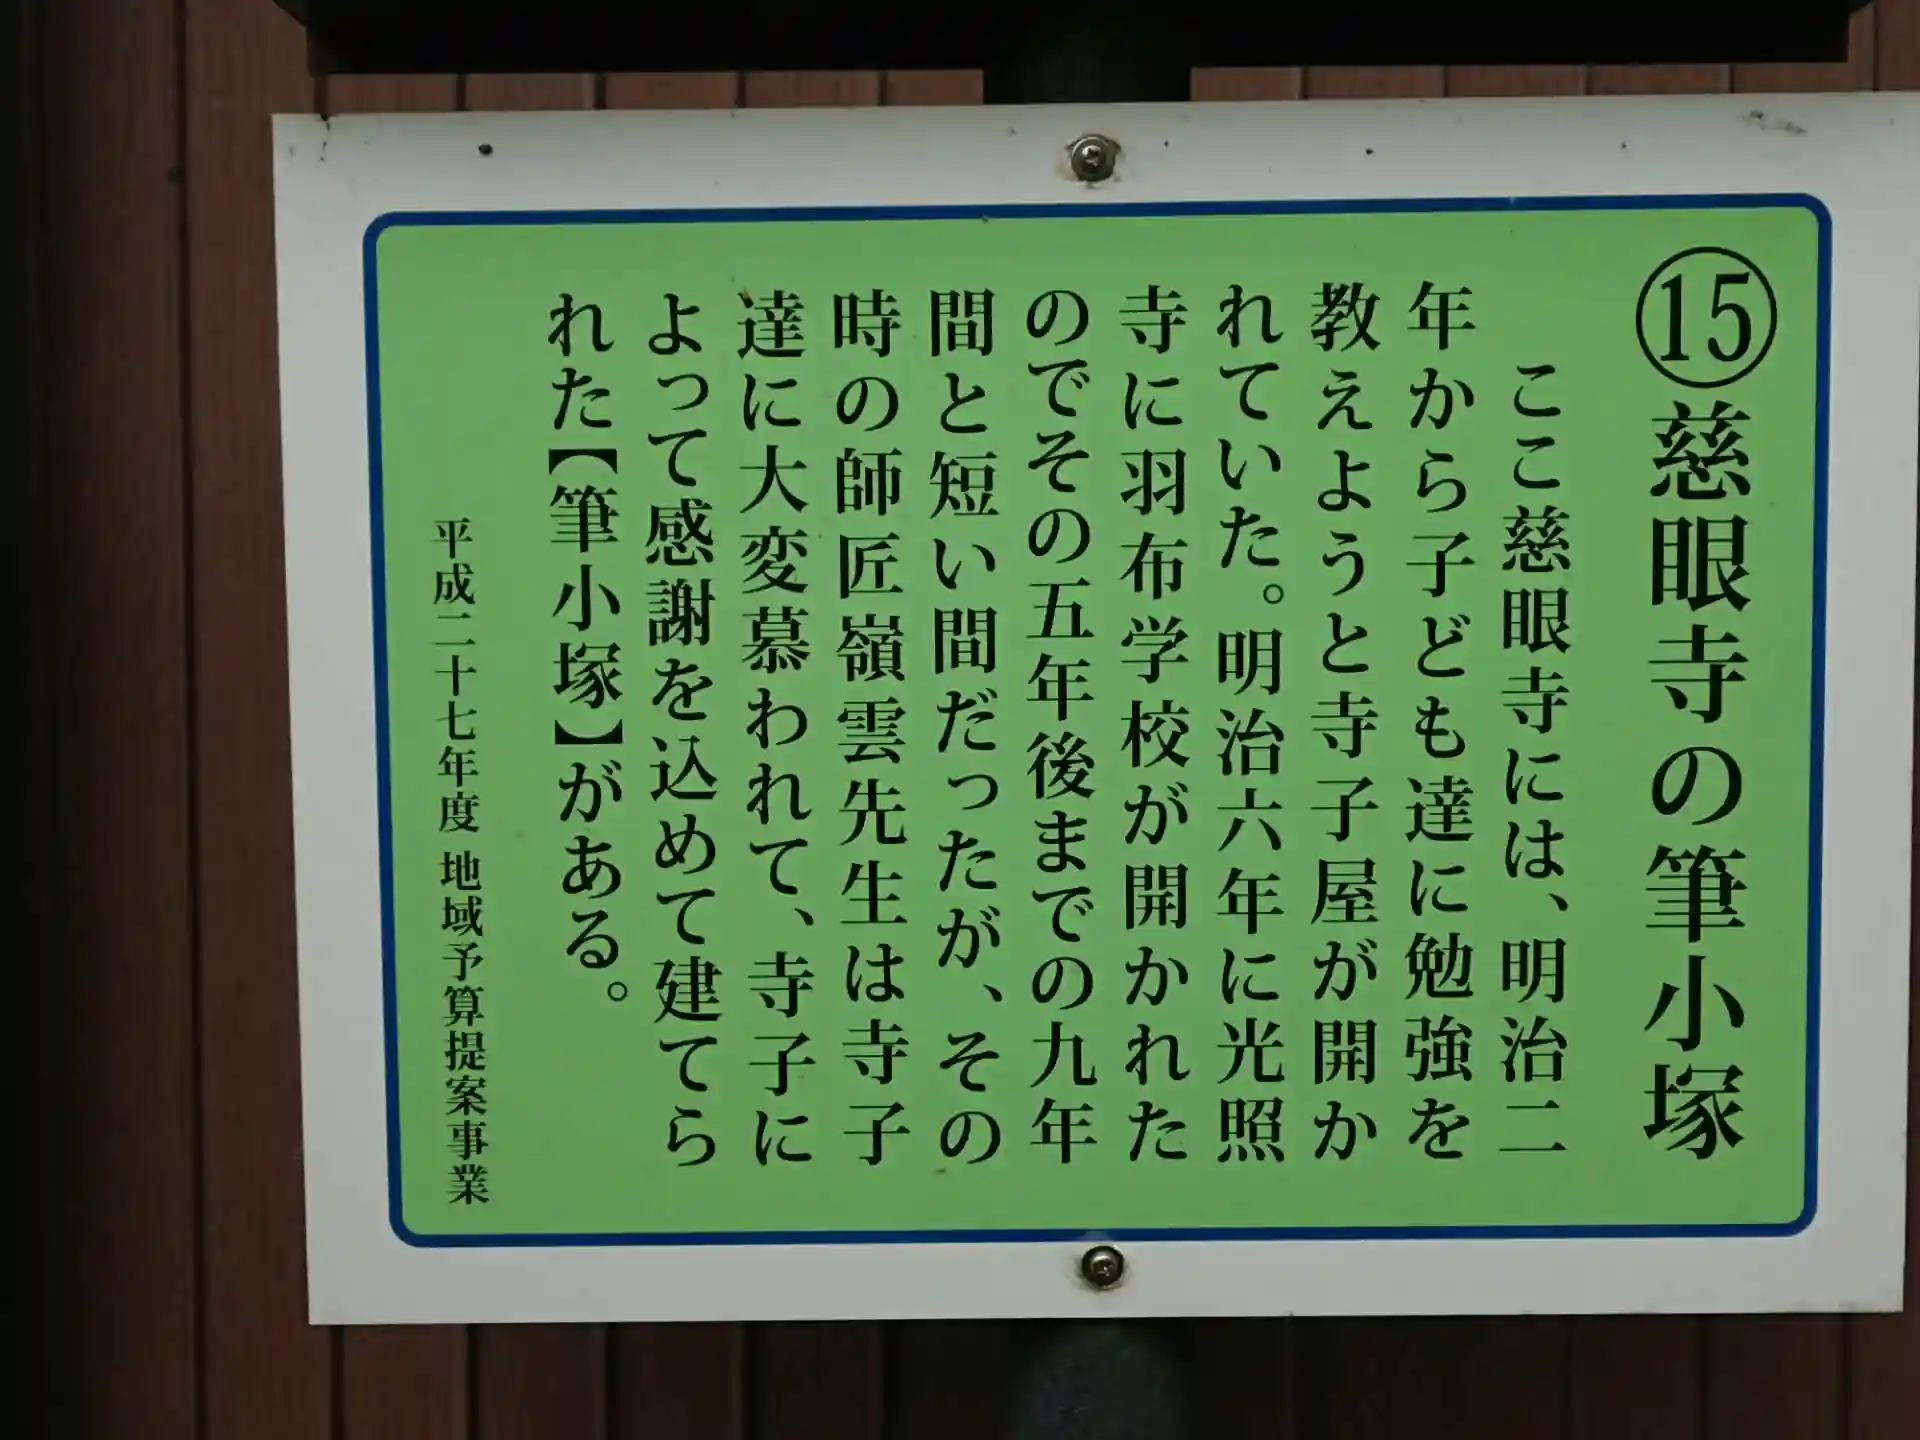 ⑮慈眼寺の筆小塚
ここ慈眼寺には、明治二
年から子ども達に勉強を
教えようと寺子屋が開か
れていた。明治六年に光照
寺に羽布学校が開かれた
のでその五年後までの九年
間と短い間だったが、その
時の師匠嶺雲先生は寺子
達に大変慕われて、寺子に
よって感謝を込めて建てら
れた【筆小塚】がある。
平成二十七年度 地域予算提案事業